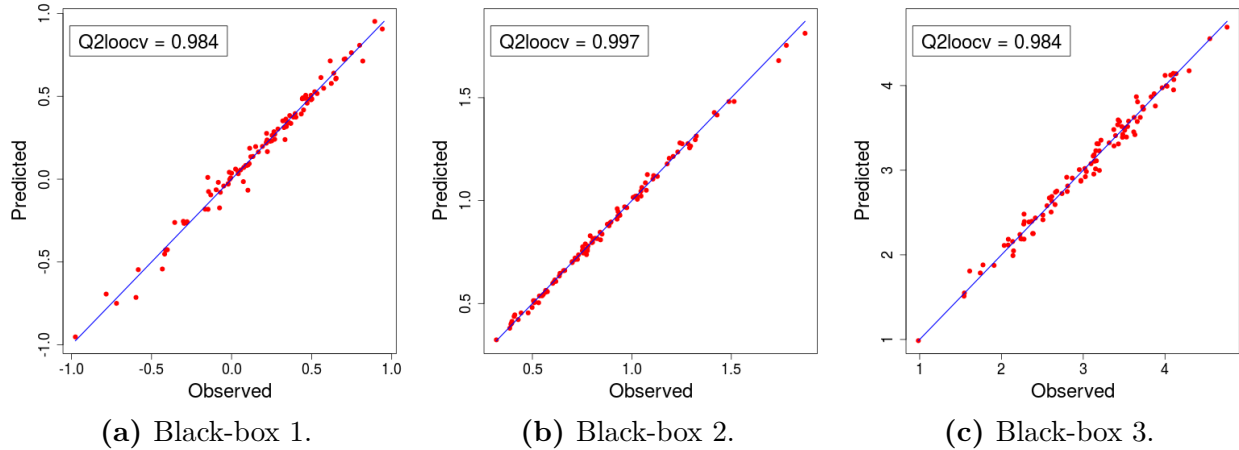 Q2loocv = 0.984
Predicted
-1.0 -0.5 0.0 0.5 1.0
-1.0 -0.5 0.0 0.5 1.0
Observed
(a) Black-box 1.
Q2loocv = 0.997
Predicted
0.5 1.0 1.5
0.5 1.0 1.5
Observed
(b) Black-box 2.
Q2loocv = 0.984
Predicted
1 2 3 4
1 2 3 4
Observed
(c) Black-box 3.